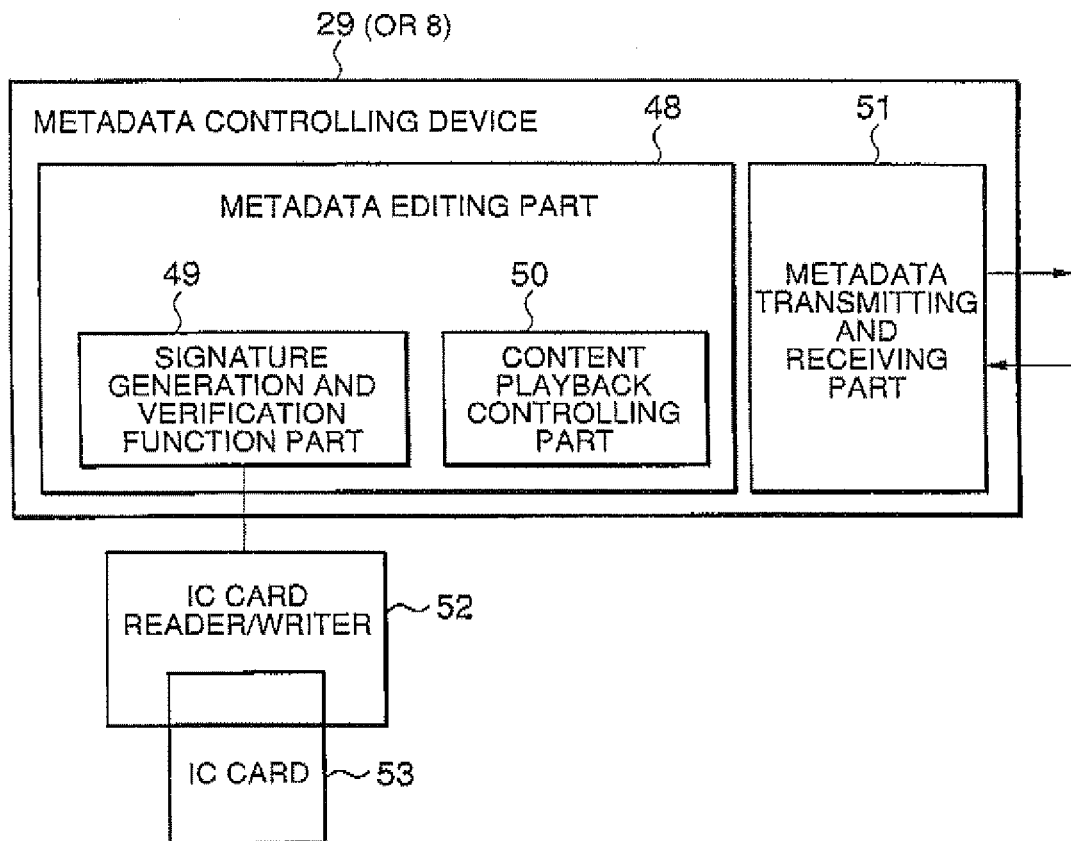 29 (OR 8)
METADATA CONTROLLING DEVICE
48
51
METADATA EDITING PART
49
50
SIGNATURE
GENERATION AND
VERIFICATION
FUNCTION PART
CONTENT
PLAYBACK
CONTROLLING
PART
METADATA
TRANSMITTING
AND
RECEIVING
PART
IC CARD
READER/WRITER
52
IC CARD
53